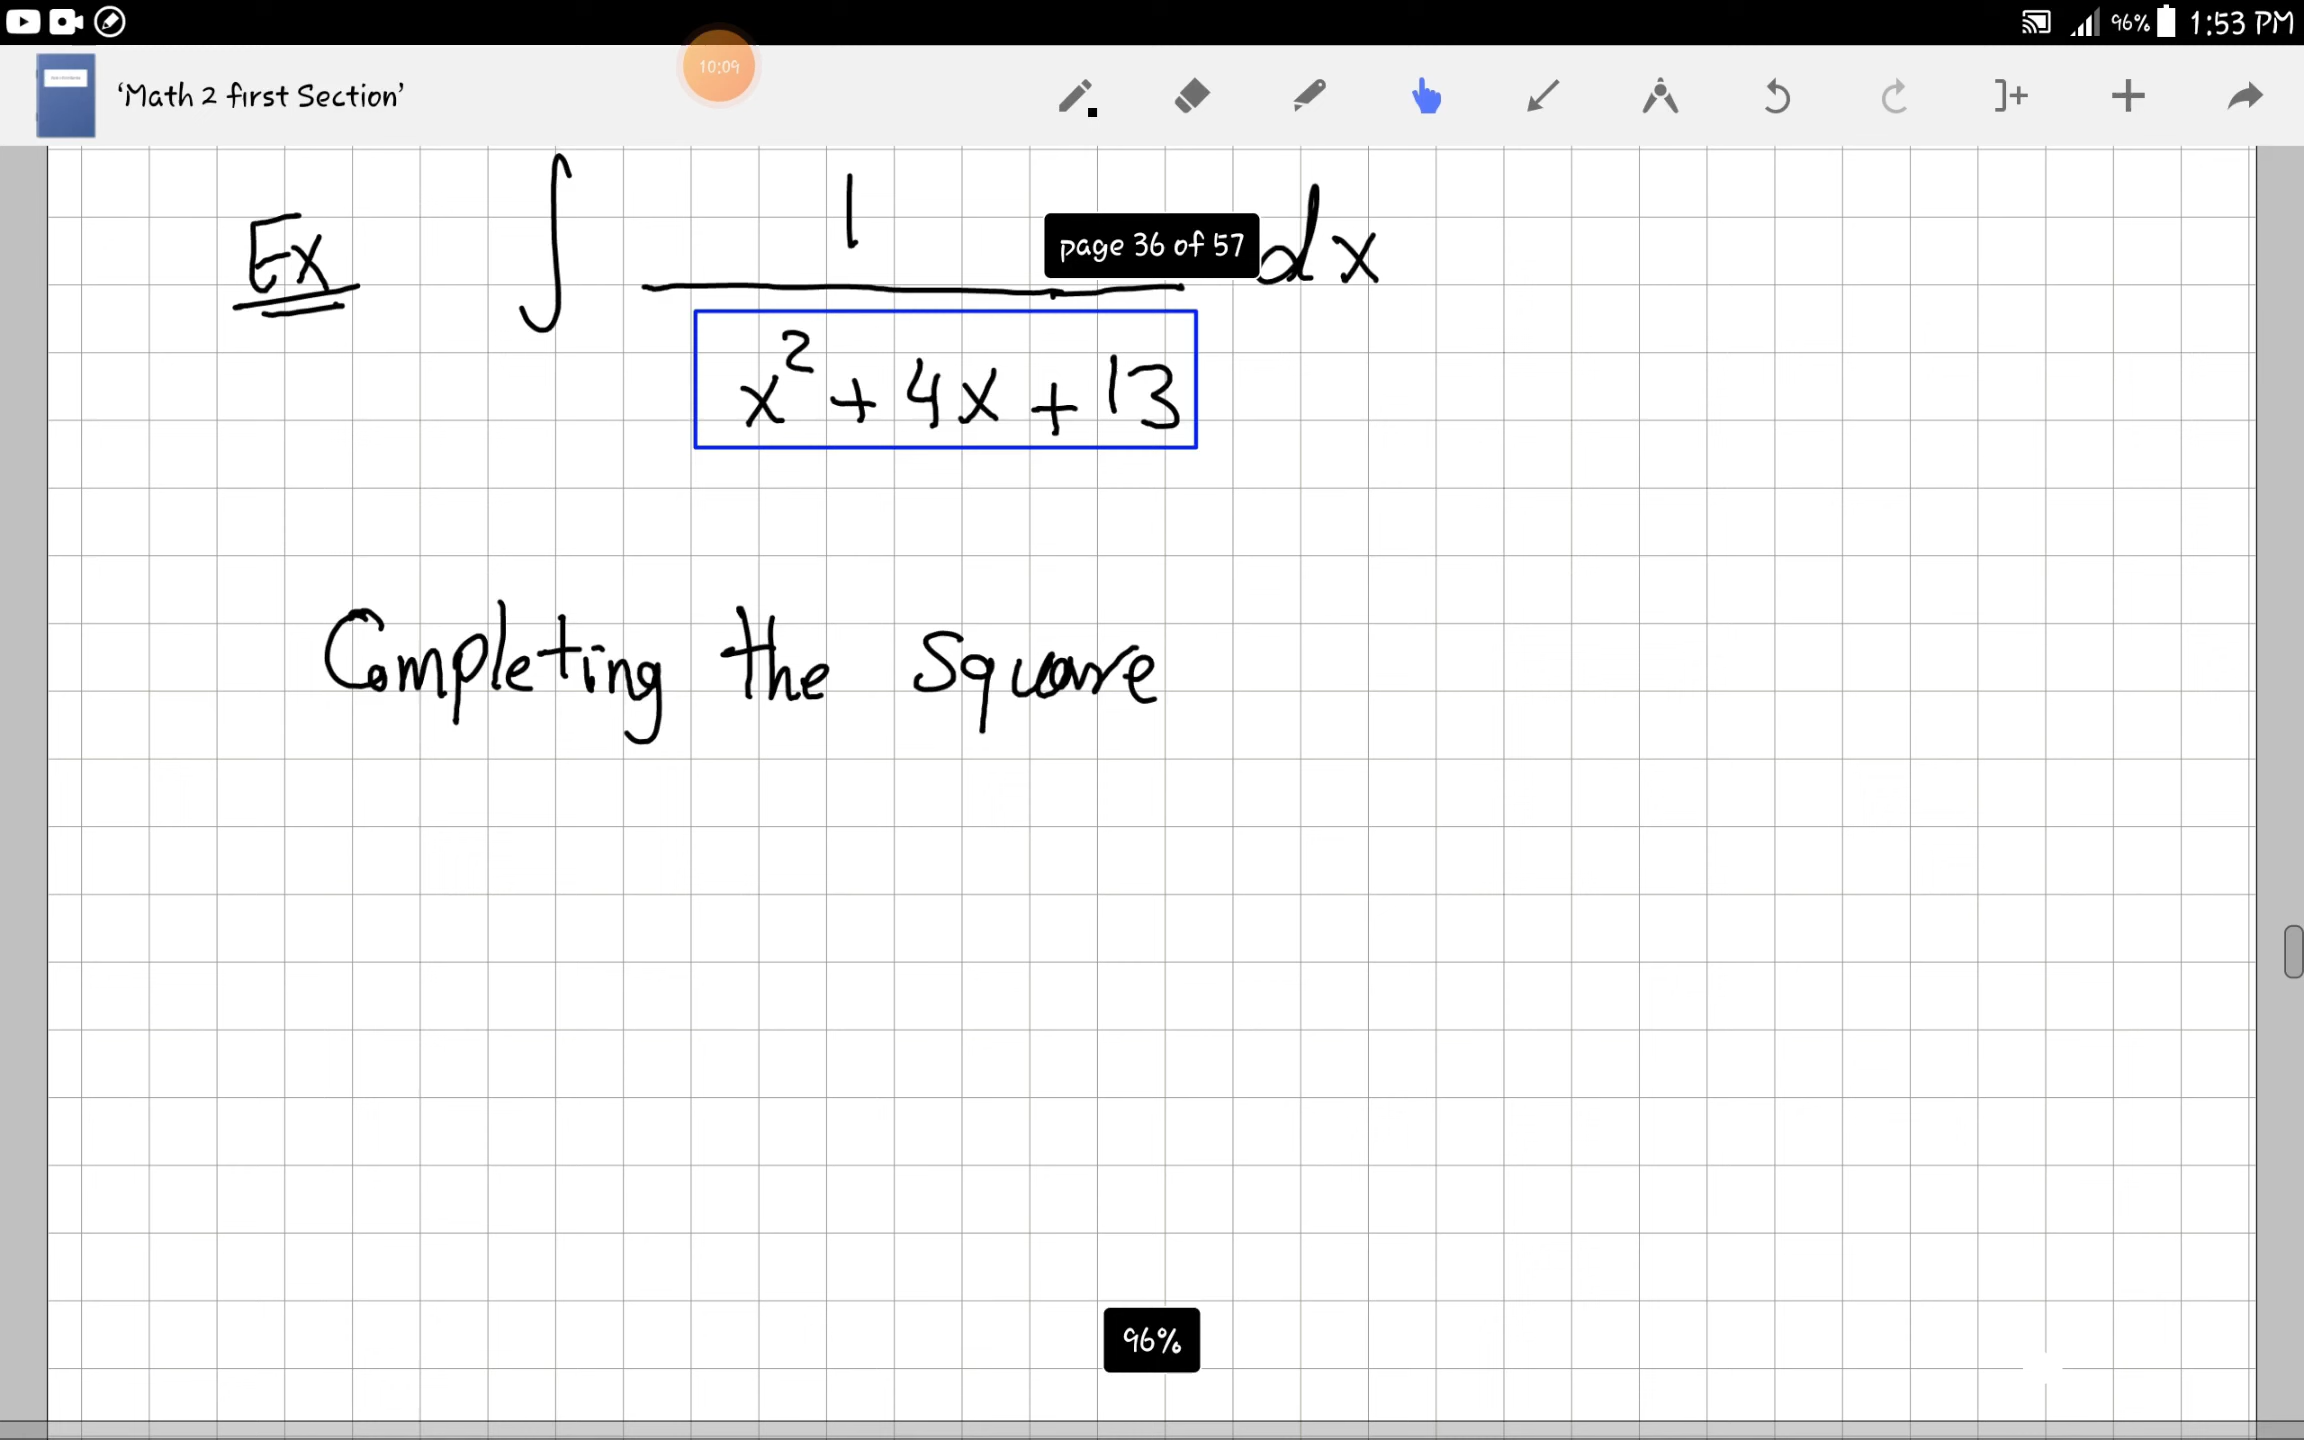 96% 1:53 PM
'Math 2 first Section' 10:09
Ex ∫ 1 dx
page 36 of 57
x² + 4x + 13
Completing the Square
96%